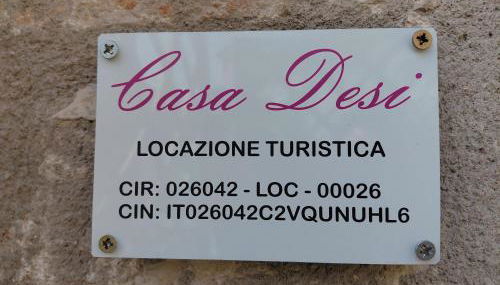 Casa Desi
LOCAZIONE TURISTICA
CIR: 026042 - LOC - 00026
CIN: IT026042C2VQUNUHL6